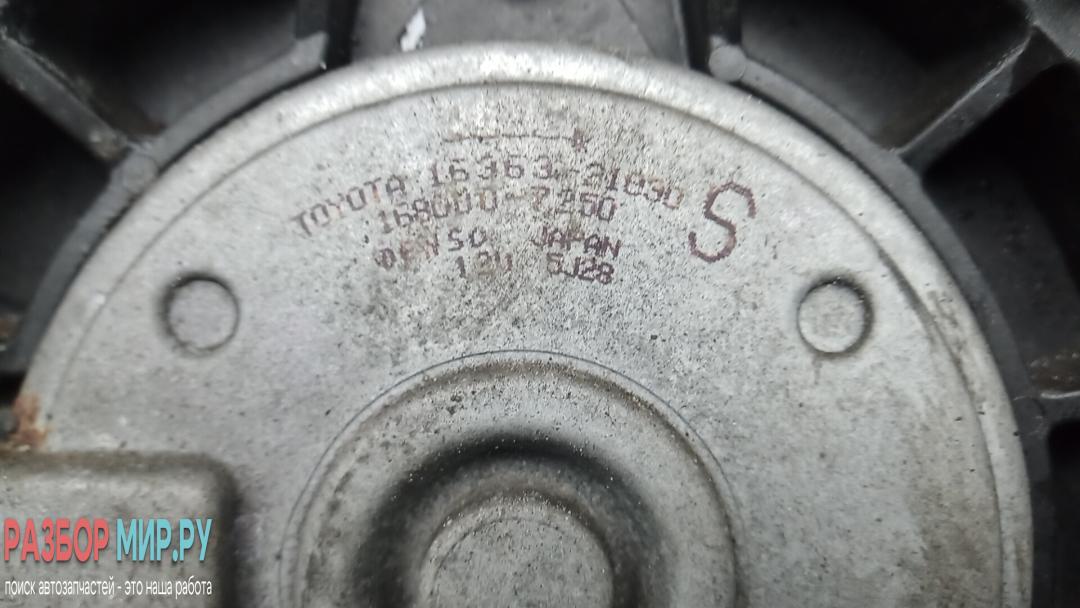 TOYOTA 16363-21030
168000-7250
DENSO JAPAN
12V 5J28
S
РАЗБОР МИР.РУ
поиск автозапчастей - это наша работа